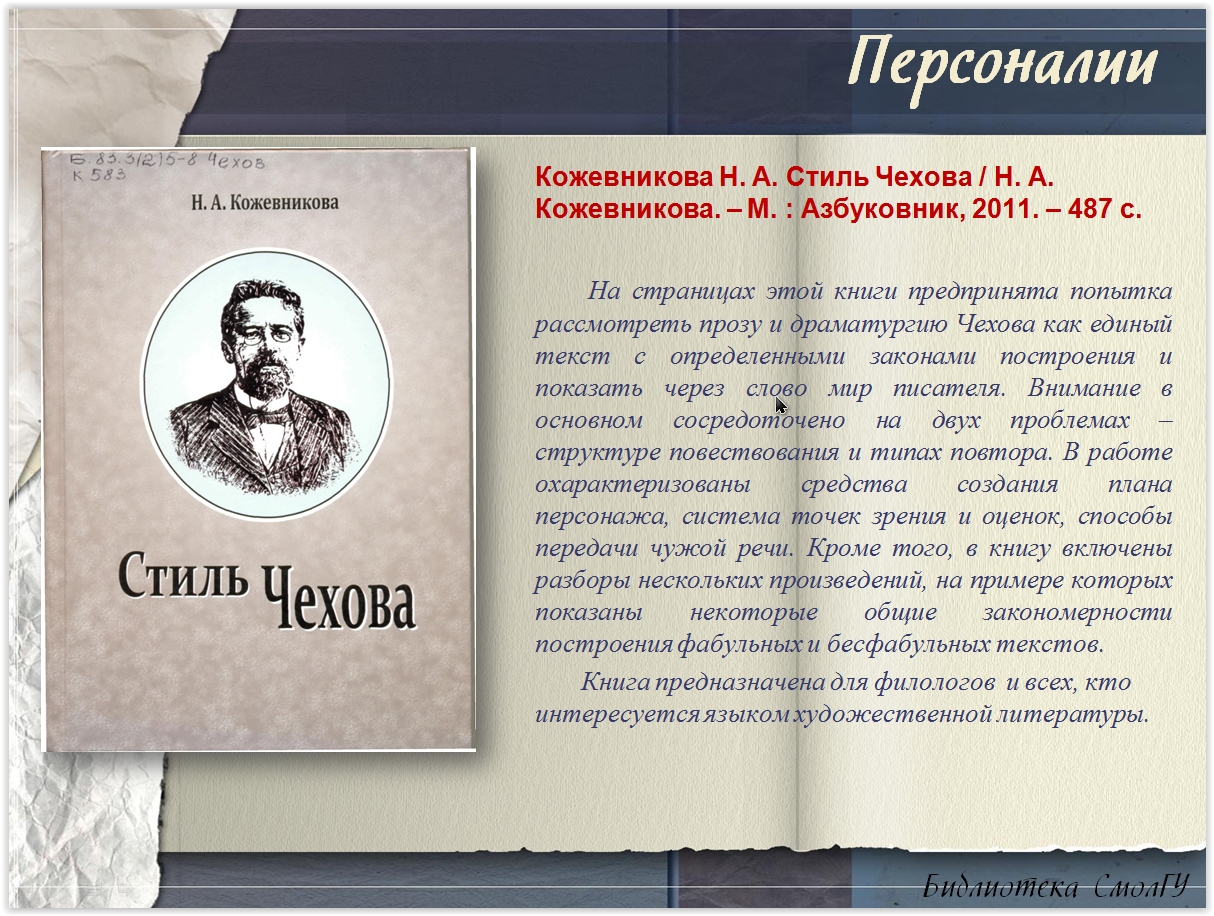 Персоналии
Б. 83.3(2)5-8 Чехов
К 583
Н. А. Кожевникова
Стиль Чехова
Кожевникова Н. А. Стиль Чехова / Н. А.
Кожевникова. – М. : Азбуковник, 2011. – 487 с.
На страницах этой книги предпринята попытка
рассмотреть прозу и драматургию Чехова как единый
текст с определенными законами построения и
показать через слово мир писателя. Внимание в
основном сосредоточено на двух проблемах –
структуре повествования и типах повтора. В работе
охарактеризованы средства создания плана
персонажа, система точек зрения и оценок, способы
передачи чужой речи. Кроме того, в книгу включены
разборы нескольких произведений, на примере которых
показаны некоторые общие закономерности
построения фабульных и бесфабульных текстов.
Книга предназначена для филологов и всех, кто
интересуется языком художественной литературы.
Библиотека СмолГУ